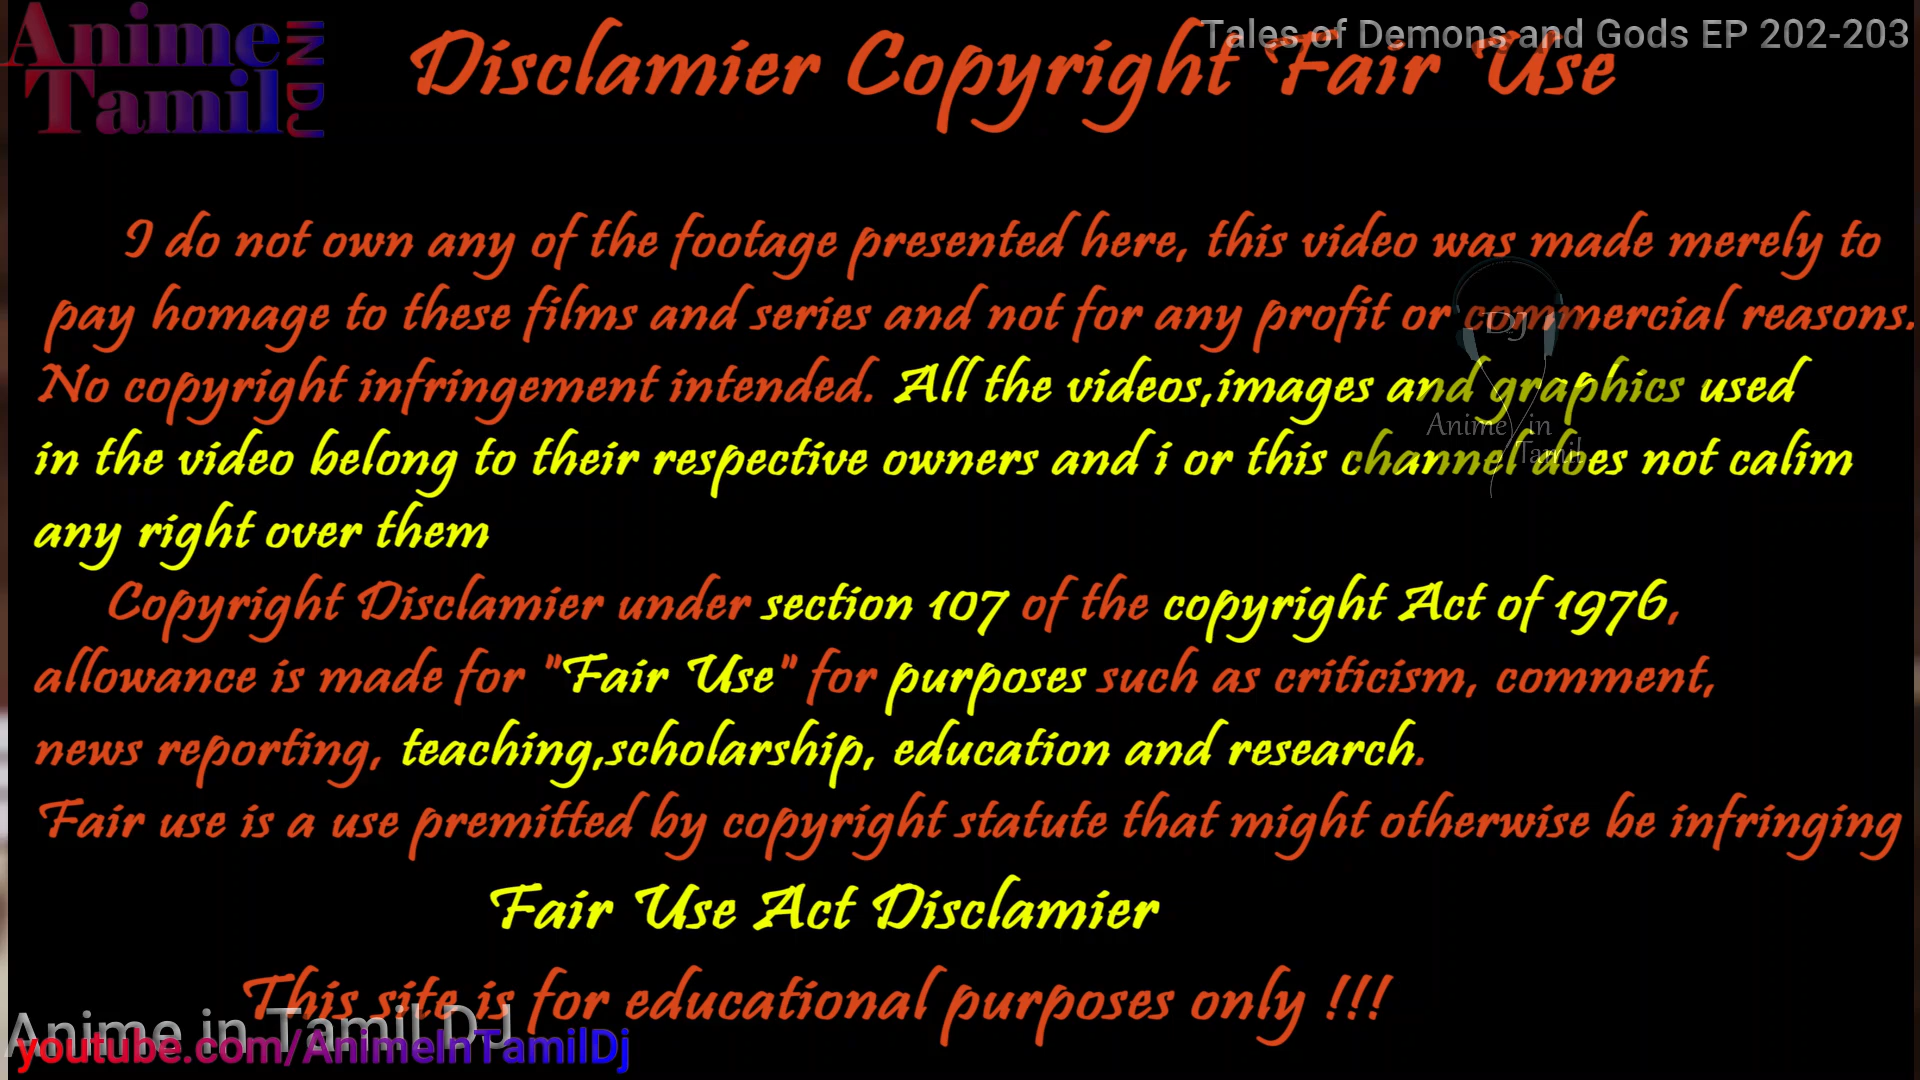 Anime
Tamil
IN DJ
Tales of Demons and Gods EP 202-203
Disclamier Copyright Fair Use
I do not own any of the footage presented here, this video was made merely to
pay homage to these films and series and not for any profit or commercial reasons.
No copyright infringement intended. All the videos,images and graphics used
in the video belong to their respective owners and i or this channel does not calim
any right over them
DJ
Anime in
Tamil
Copyright Disclamier under section 107 of the copyright Act of 1976,
allowance is made for "Fair Use" for purposes such as criticism, comment,
news reporting, teaching,scholarship, education and research.
Fair use is a use premitted by copyright statute that might otherwise be infringing
Fair Use Act Disclamier
This site is for educational purposes only !!!
Anime in Tamil DJ
youtube.com/AnimeInTamilDj